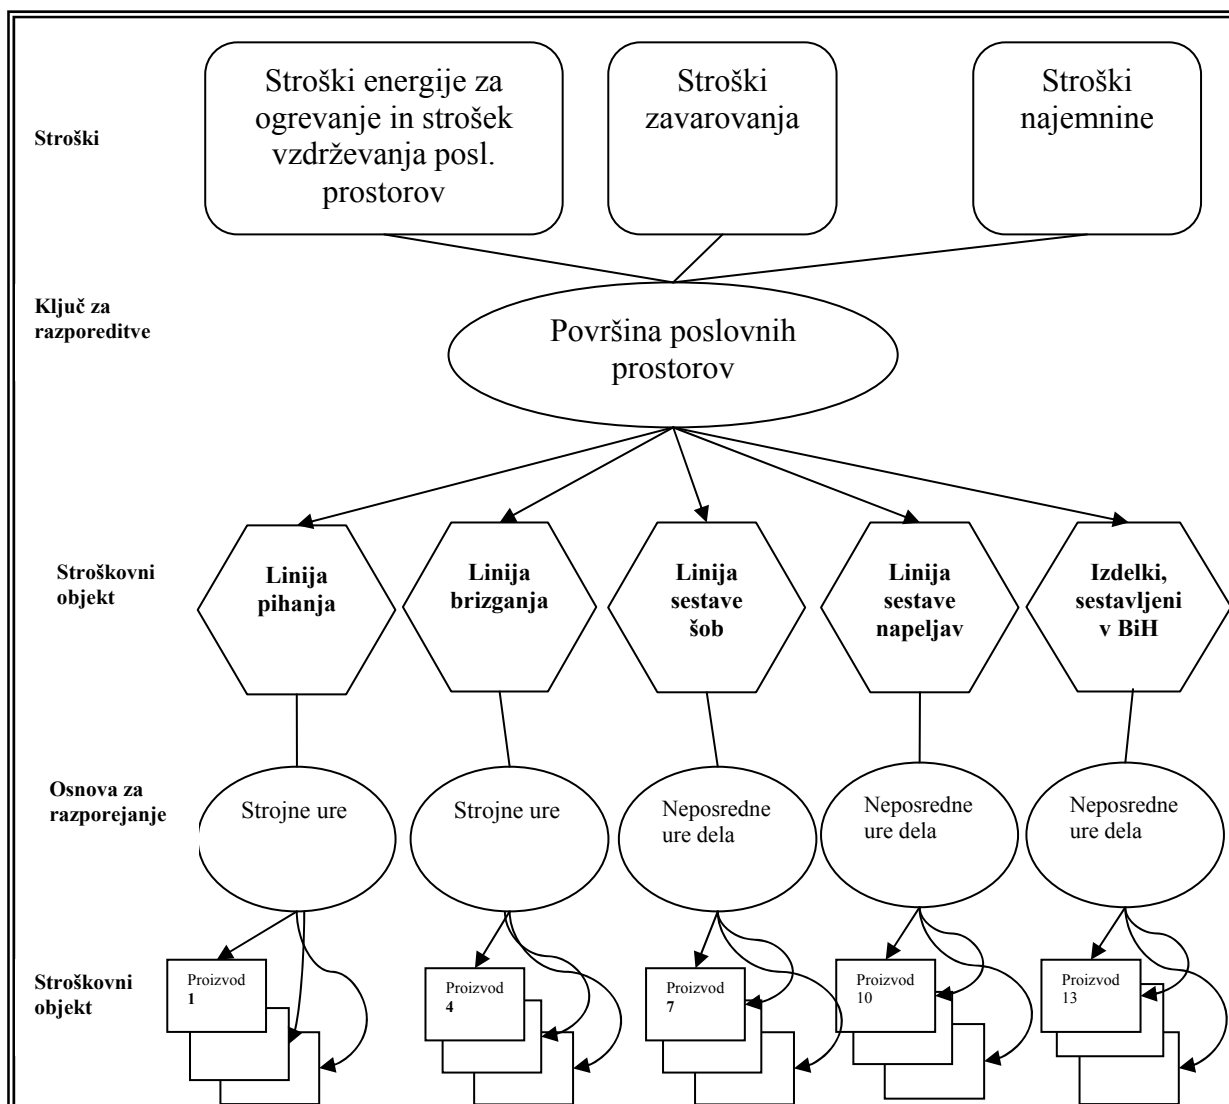 Stroški
Stroški energije za
ogrevanje in strošek
vzdrževanja posl.
prostorov
Stroški
zavarovanja
Stroški
najemnine
Ključ za
razporeditve
Površina poslovnih
prostorov
Stroškovni
objekt
Linija
pihanja
Linija
brizganja
Linija
sestave
šob
Linija
sestave
napeljav
Izdelki,
sestavljeni
v BiH
Osnova za
razporejanje
Strojne ure
Strojne ure
Neposredne
ure dela
Neposredne
ure dela
Neposredne
ure dela
Stroškovni
objekt
Proizvod
1
Proizvod
4
Proizvod
7
Proizvod
10
Proizvod
13